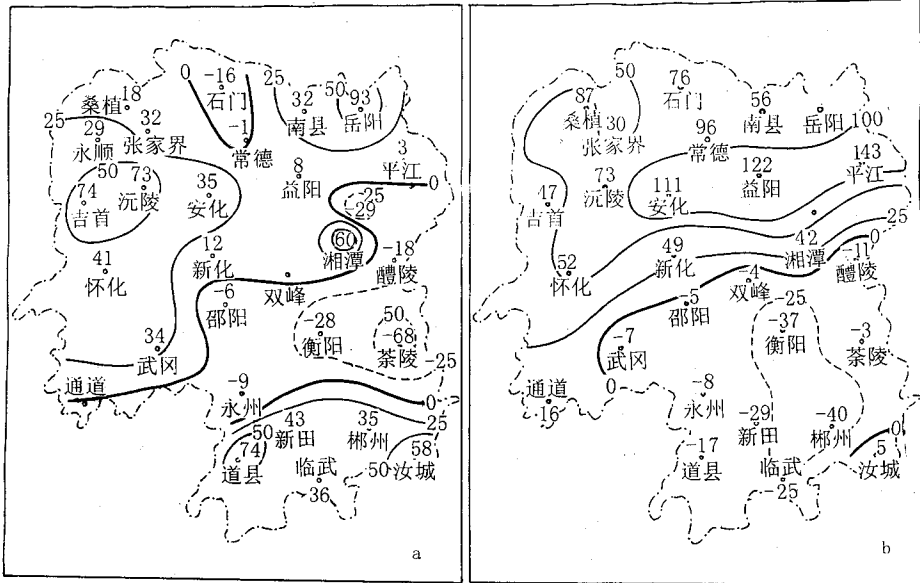 0
-16
25
50
93
18
石门
32
岳阳
桑植
南县
25
32
-1
29
张家界
常德
3
永顺
8
平江
50
73
35
益阳
0
74
沅陵
安化
-25
吉首
-29
60
41
12
湘潭
-18
怀化
新化
醴陵
-6
双峰
邵阳
50
-28
-68
34
衡阳
茶陵
武冈
-25
通道
-9
永州
0
43
35
25
50
新田
郴州
74
58
道县
临武
50
汝城
36
a
50
76
87
石门
56
桑植
南县
岳阳
100
30
96
张家界
常德
143
122
平江
73
111
益阳
47
沅陵
安化
吉首
25
42
0
49
湘潭
-11
52
新化
醴陵
怀化
-4
双峰
-5
-25
邵阳
-37
-7
衡阳
-3
武冈
茶陵
0
通道
-8
16
永州
-29
-40
新田
郴州
0
-17
5
道县
临武
汝城
-25
b